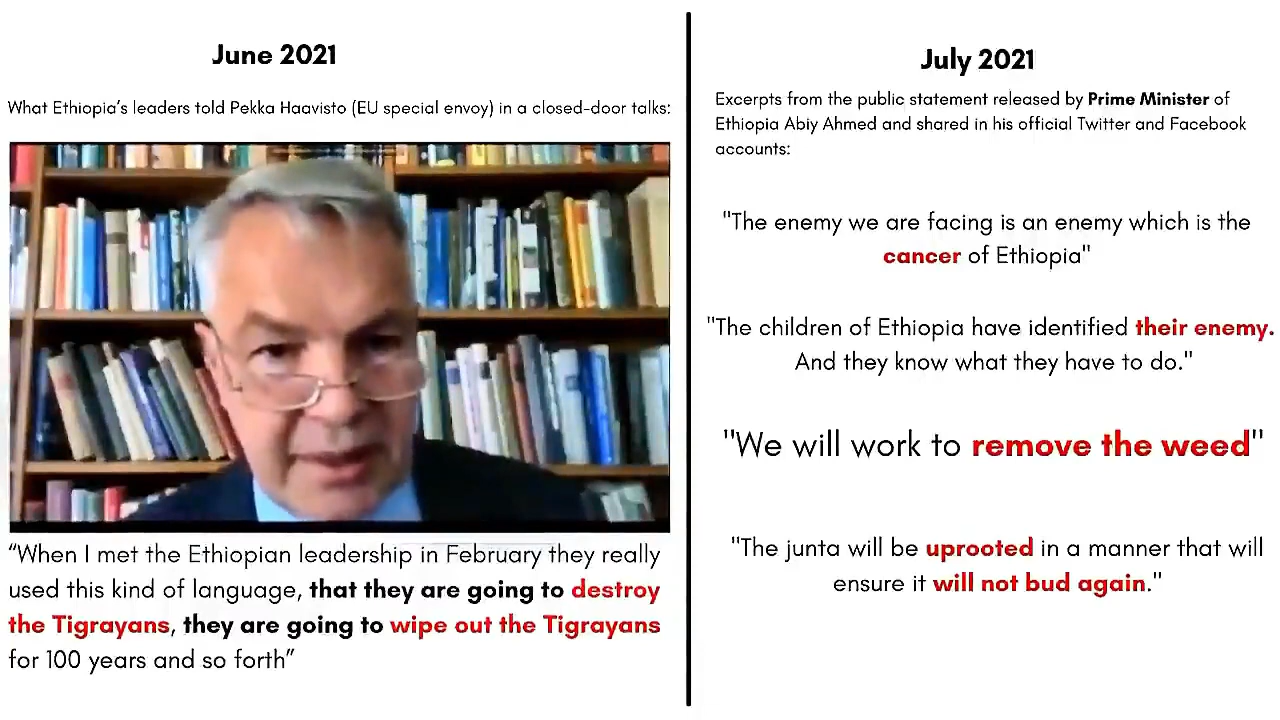 June 2021
What Ethiopia’s leaders told Pekka Haavisto (EU special envoy) in a closed-door talks:
“When I met the Ethiopian leadership in February they really
used this kind of language, that they are going to destroy
the Tigrayans, they are going to wipe out the Tigrayans
for 100 years and so forth”
July 2021
Excerpts from the public statement released by Prime Minister of
Ethiopia Abiy Ahmed and shared in his official Twitter and Facebook
accounts:
"The enemy we are facing is an enemy which is the
cancer of Ethiopia"
"The children of Ethiopia have identified their enemy.
And they know what they have to do."
"We will work to remove the weed"
"The junta will be uprooted in a manner that will
ensure it will not bud again."